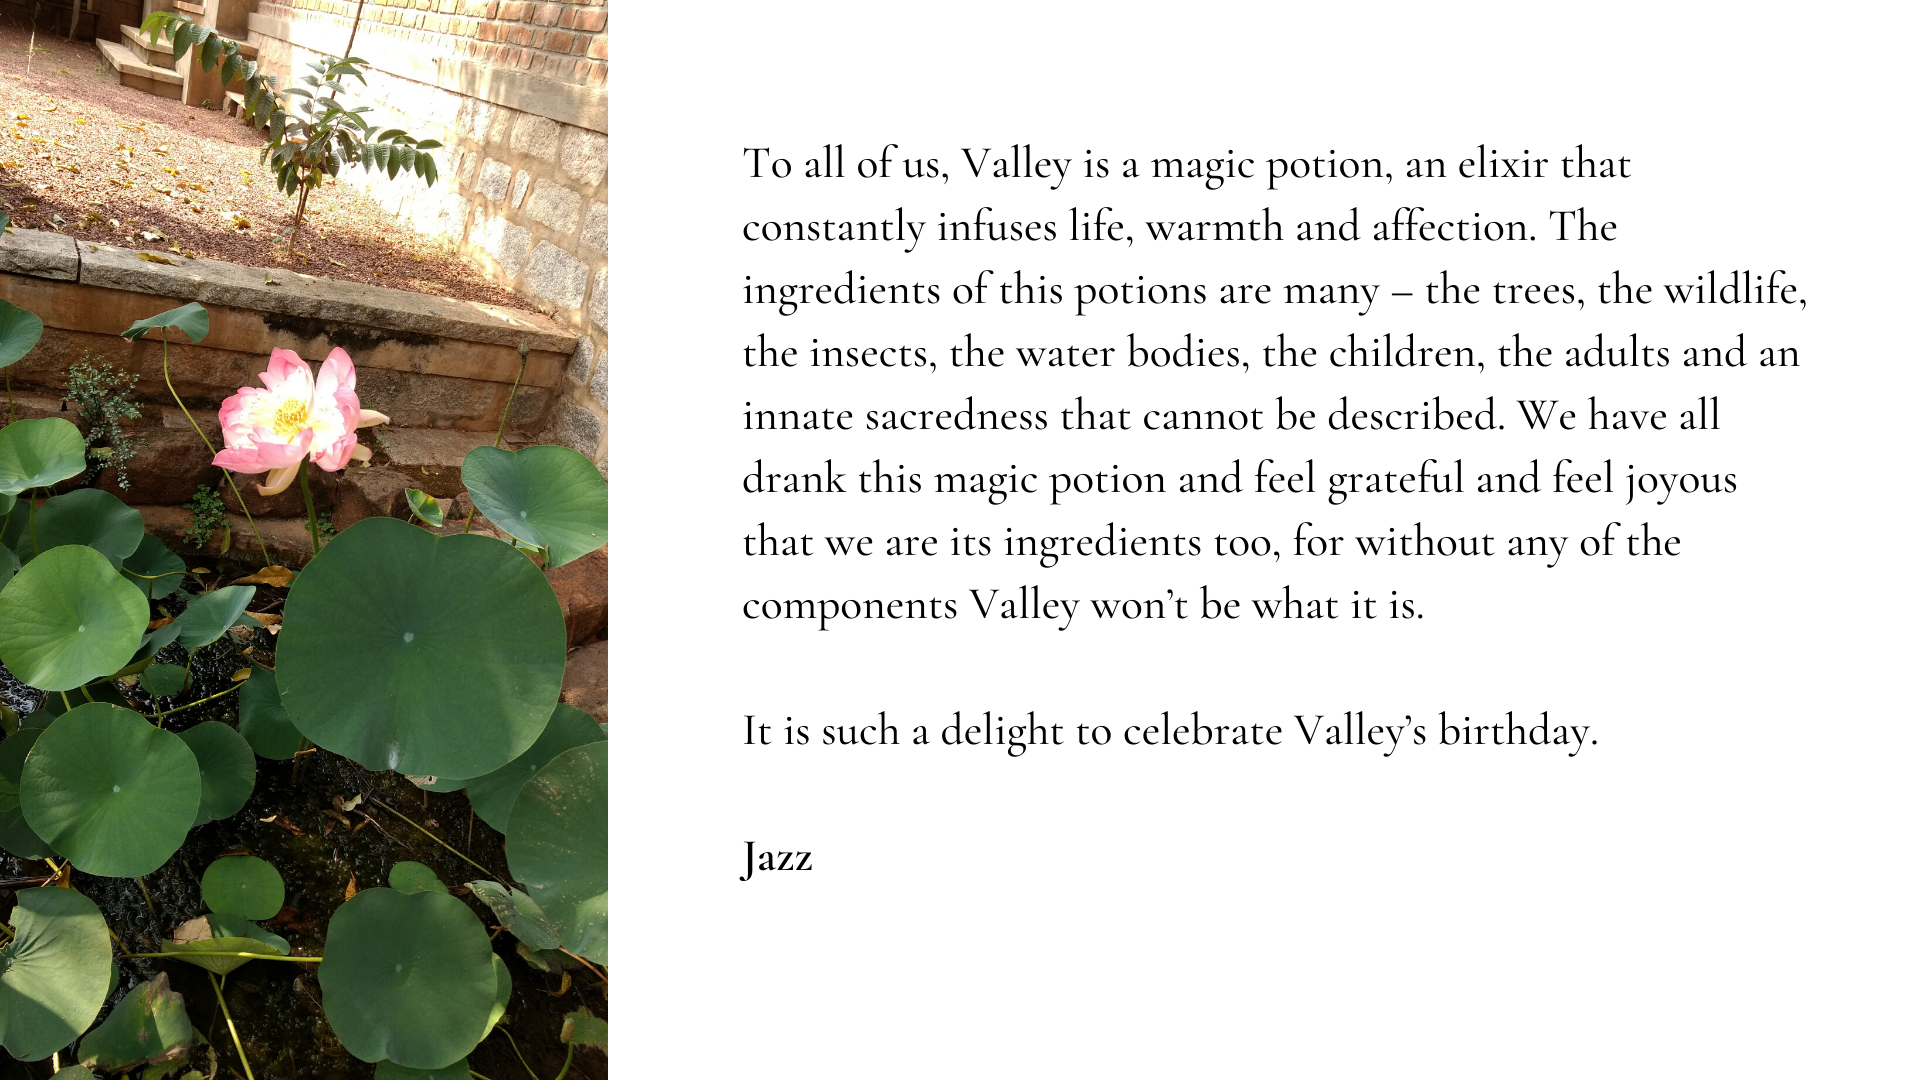 To all of us, Valley is a magic potion, an elixir that
constantly infuses life, warmth and affection. The
ingredients of this potions are many – the trees, the wildlife,
the insects, the water bodies, the children, the adults and an
innate sacredness that cannot be described. We have all
drank this magic potion and feel grateful and feel joyous
that we are its ingredients too, for without any of the
components Valley won’t be what it is.
It is such a delight to celebrate Valley’s birthday.
Jazz